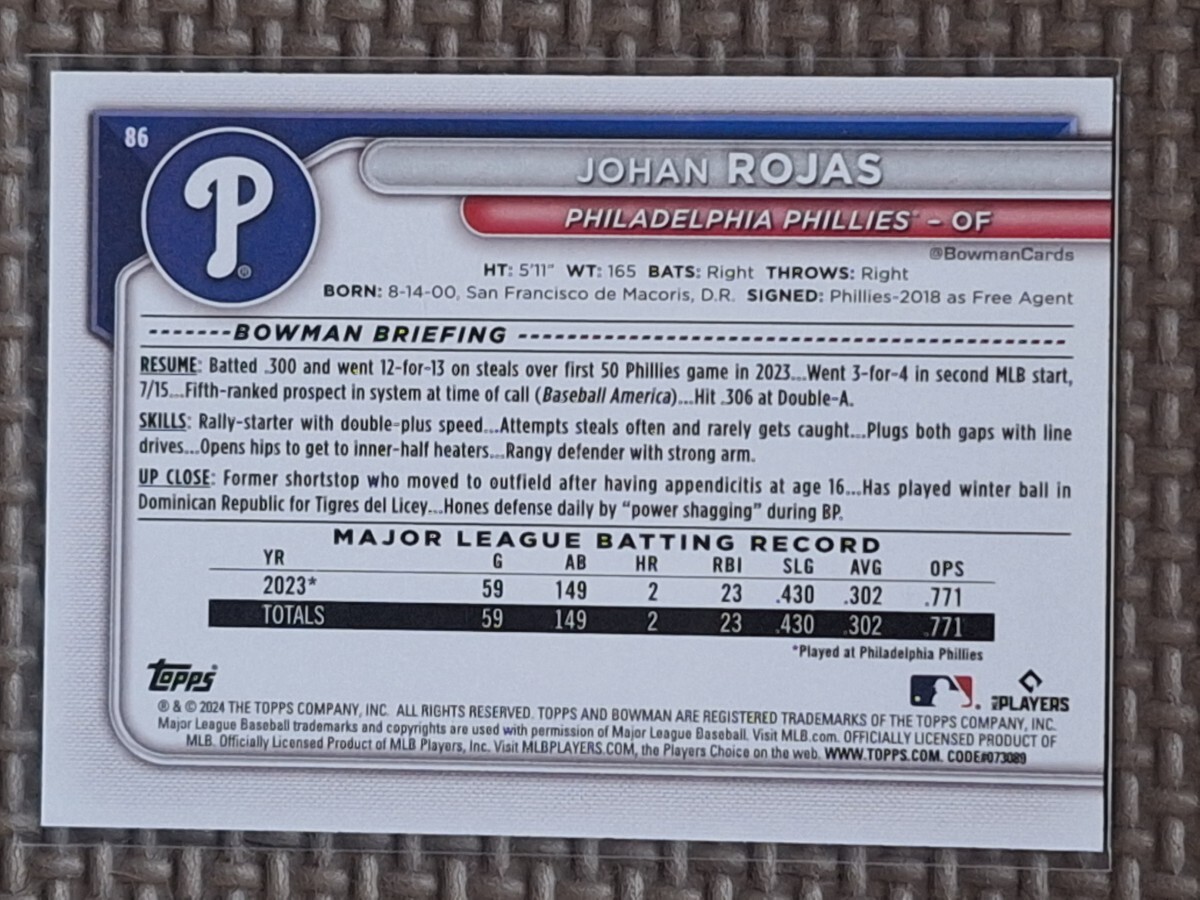 86
P®
JOHAN ROJAS
PHILADELPHIA PHILLIES® – OF
@BowmanCards
HT: 5'11" WT: 165 BATS: Right THROWS: Right
BORN: 8-14-00, San Francisco de Macoris, D.R. SIGNED: Phillies-2018 as Free Agent
BOWMAN BRIEFING
RESUME: Batted .300 and went 12-for-13 on steals over first 50 Phillies game in 2023...Went 3-for-4 in second MLB start,
7/15...Fifth-ranked prospect in system at time of call (Baseball America)...Hit .306 at Double-A.
SKILLS: Rally-starter with double-plus speed...Attempts steals often and rarely gets caught...Plugs both gaps with line
drives...Opens hips to get to inner-half heaters...Rangy defender with strong arm.
UP CLOSE: Former shortstop who moved to outfield after having appendicitis at age 16...Has played winter ball in
Dominican Republic for Tigres del Licey...Hones defense daily by "power shagging" during BP.
MAJOR LEAGUE BATTING RECORD
YR G AB HR RBI SLG AVG OPS
2023* 59 149 2 23 .430 .302 .771
TOTALS 59 149 2 23 .430 .302 .771
*Played at Philadelphia Phillies
Topps®
MLB PLAYERS
® & © 2024 THE TOPPS COMPANY, INC. ALL RIGHTS RESERVED. TOPPS AND BOWMAN ARE REGISTERED TRADEMARKS OF THE TOPPS COMPANY, INC.
Major League Baseball trademarks and copyrights are used with permission of Major League Baseball. Visit MLB.com. OFFICIALLY LICENSED PRODUCT OF
MLB. Officially Licensed Product of MLB Players, Inc. Visit MLBPLAYERS.COM, the Players Choice on the web. WWW.TOPPS.COM. CODE#073089